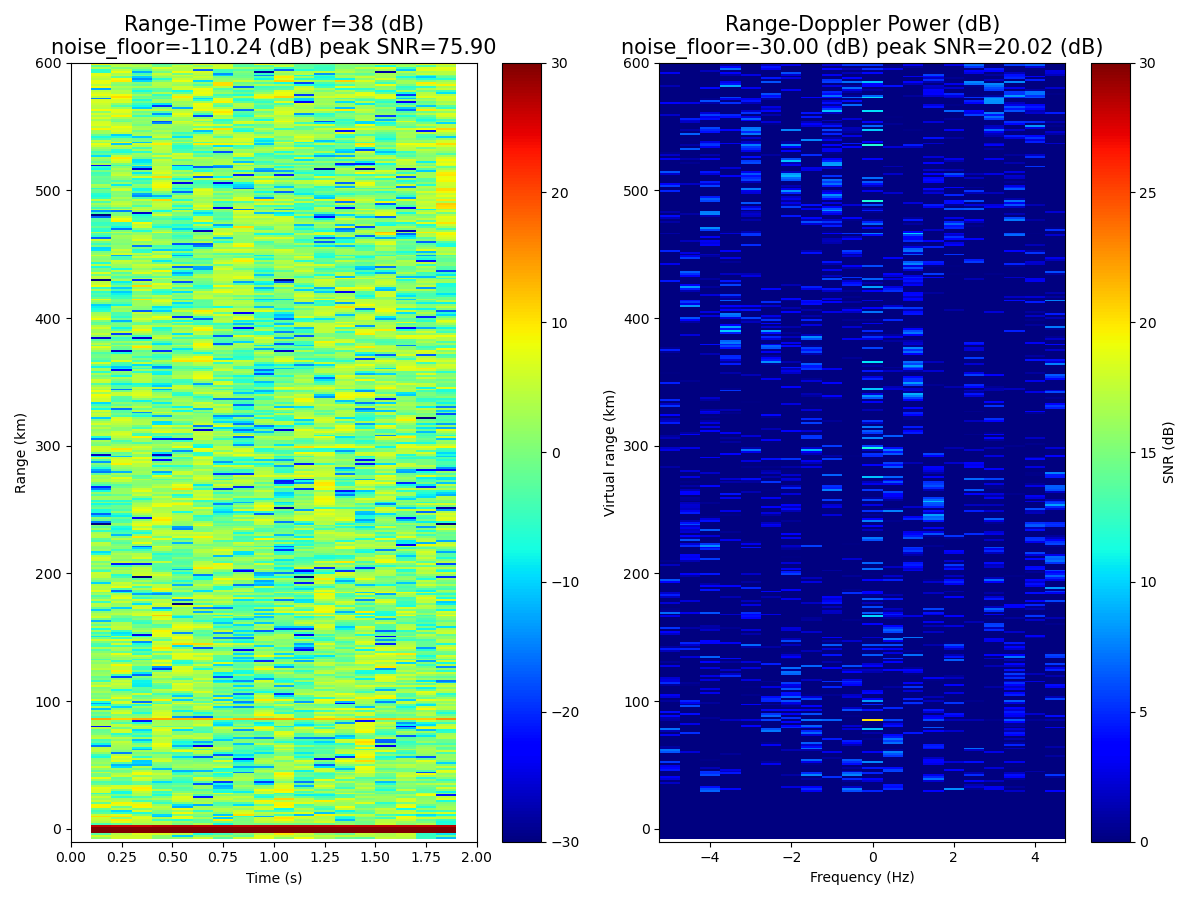 Range-Time Power f=38 (dB)
noise_floor=-110.24 (dB) peak SNR=75.90
600
500
400
300
200
100
0
Range (km)
0.00 0.25 0.50 0.75 1.00 1.25 1.50 1.75 2.00
Time (s)
30
20
10
0
−10
−20
−30
Range-Doppler Power (dB)
noise_floor=-30.00 (dB) peak SNR=20.02 (dB)
600
500
400
300
200
100
0
Virtual range (km)
−4 −2 0 2 4
Frequency (Hz)
30
25
20
15
10
5
0
SNR (dB)